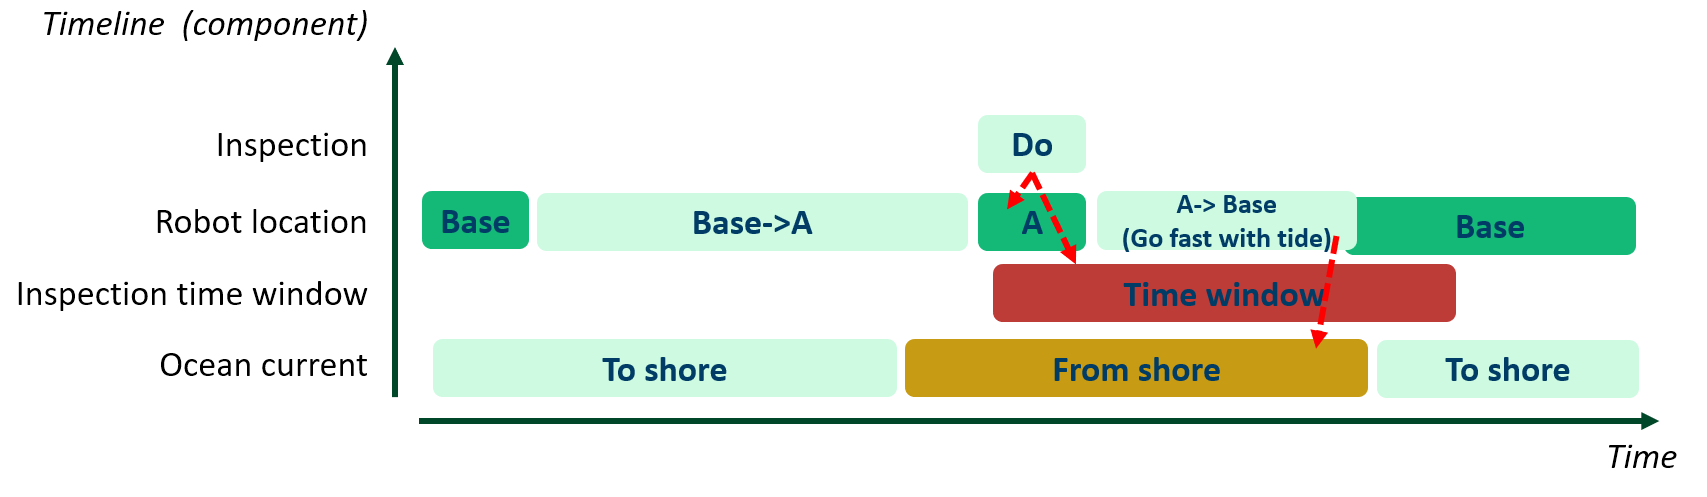 Timeline (component)
Inspection
Do
Robot location
Base
Base->A
A
A-> Base
(Go fast with tide)
Base
Inspection time window
Time window
Ocean current
To shore
From shore
To shore
Time